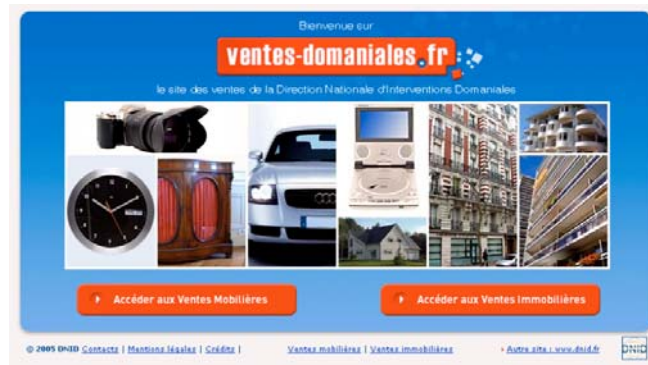 Bienvenue sur
ventes-domaniales.fr
le site des ventes de la Direction Nationale d'Interventions Domaniales
Accéder aux Ventes Mobilières
Accéder aux Ventes Immobilières
© 2005 DNID Contacts | Mentions légales | Crédits |
Ventes mobilières | Ventes immobilières
Autre site : www.dnid.fr
DNID